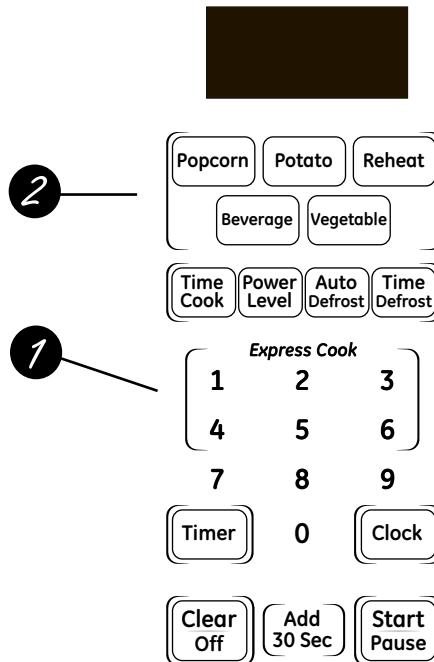 Popcorn Potato Reheat
2
Beverage Vegetable
Time Cook Power Level Auto Defrost Time Defrost
1
Express Cook
1 2 3
4 5 6
7 8 9
Timer 0 Clock
Clear Off Add 30 Sec Start Pause